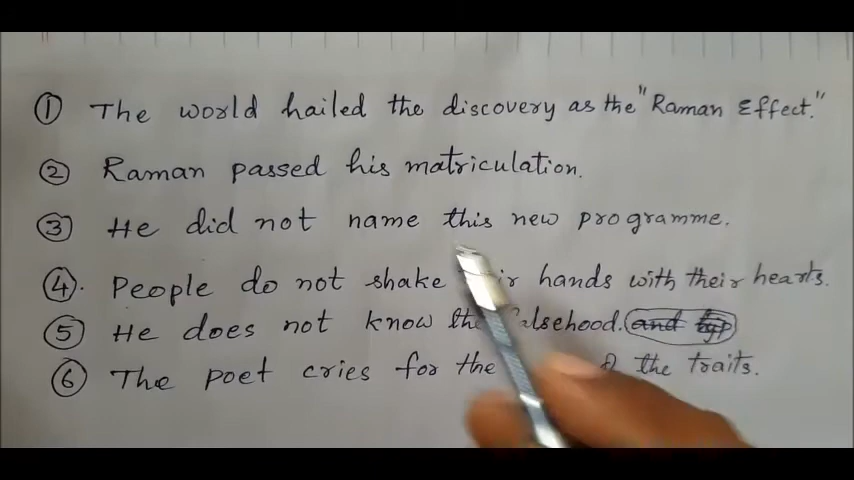 ① The world hailed the discovery as the "Raman Effect."
② Raman passed his matriculation.
③ He did not name this new programme.
④. People do not shake their hands with their hearts.
⑤ He does not know the falsehood.
⑥ The poet cries for the the traits.